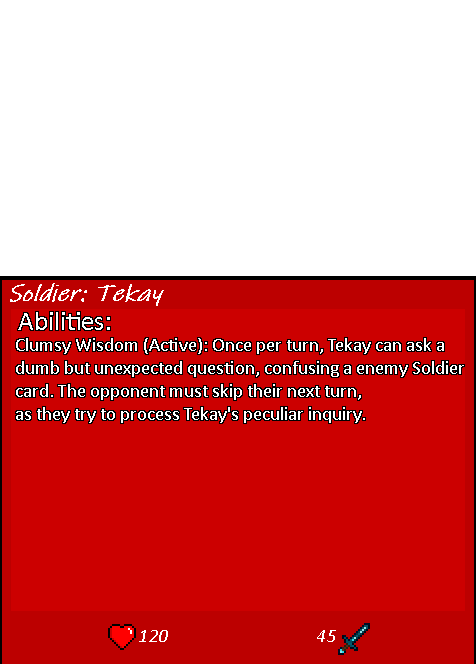 Soldier: Tekay
Abilities:
Clumsy Wisdom (Active): Once per turn, Tekay can ask a
dumb but unexpected question, confusing a enemy Soldier
card. The opponent must skip their next turn,
as they try to process Tekay's peculiar inquiry.
120 45